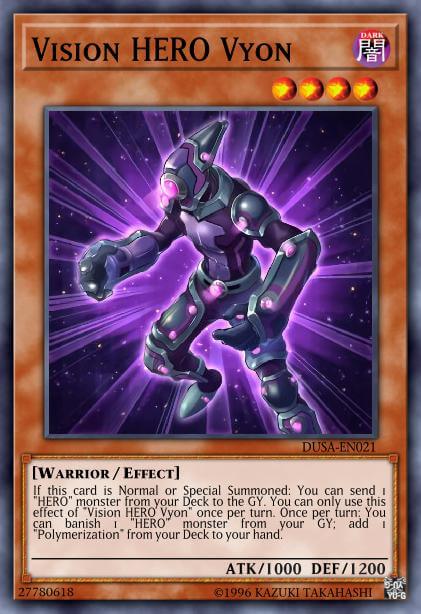 Vision HERO Vyon
DARK
闇
DUSA-EN021
[Warrior / Effect]
If this card is Normal or Special Summoned: You can send 1
"HERO" monster from your Deck to the GY. You can only use this
effect of "Vision HERO Vyon" once per turn. Once per turn: You
can banish 1 "HERO" monster from your GY; add 1
"Polymerization" from your Deck to your hand.
ATK/1000 DEF/1200
27780618
©1996 KAZUKI TAKAHASHI